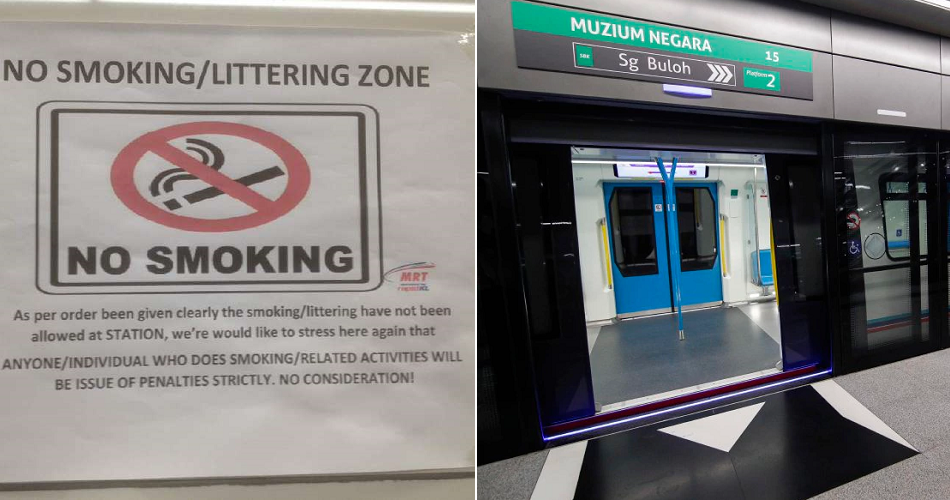 NO SMOKING/LITTERING ZONE
NO SMOKING
MRT
As per order been given clearly the smoking/littering have not been
allowed at STATION, we're would like to stress here again that
ANYONE/INDIVIDUAL WHO DOES SMOKING/RELATED ACTIVITIES WILL
BE ISSUE OF PENALTIES STRICTLY. NO CONSIDERATION!
MUZIUM NEGARA 15
SBK Sg Buloh Platform 2